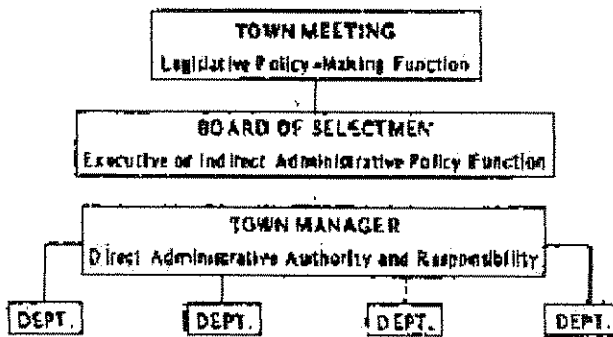 TOWN MEETING
Legislative Policy-Making Function
BOARD OF SELECTMEN
Executive or Indirect Administrative Policy Function
TOWN MANAGER
Direct Administrative Authority and Responsibility
DEPT. DEPT. DEPT. DEPT.